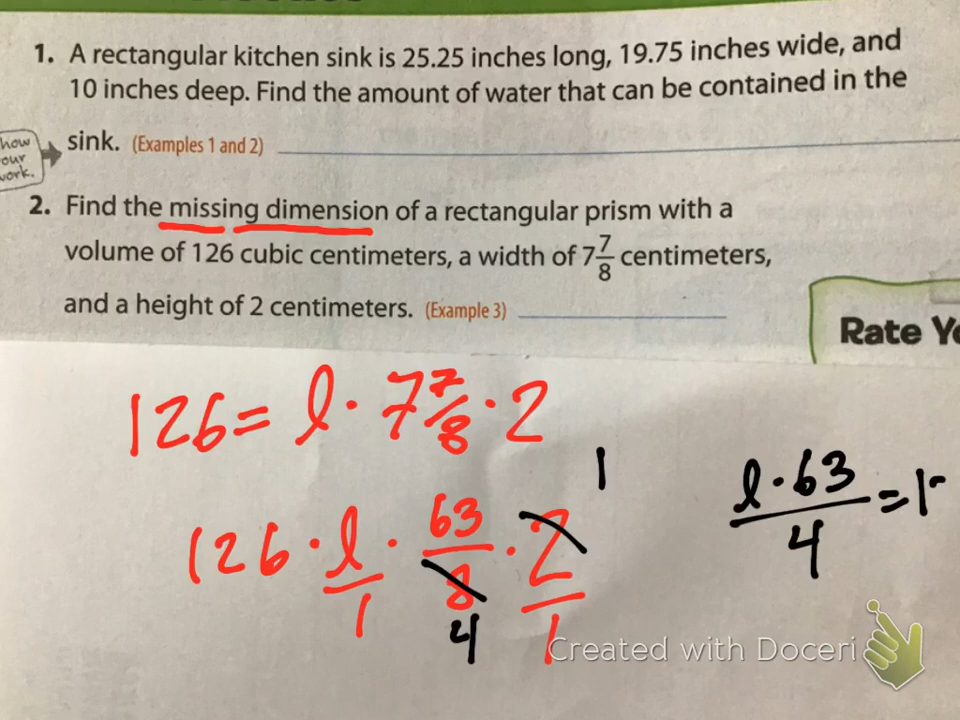 1. A rectangular kitchen sink is 25.25 inches long, 19.75 inches wide, and
10 inches deep. Find the amount of water that can be contained in the
sink. (Examples 1 and 2)
how
our
work.
2. Find the missing dimension of a rectangular prism with a
volume of 126 cubic centimeters, a width of 7 7/8 centimeters,
and a height of 2 centimeters. (Example 3)
Rate Yo
126 = l · 7 7/8 · 2
126 · l/1 · 63/8 · 2/1
1
4
l · 63/4 = 1
Created with Doceri